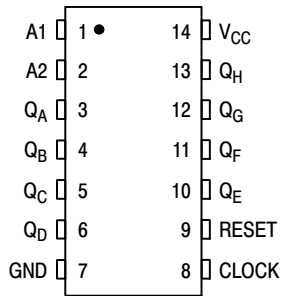 A1 1 14 VCC
A2 2 13 QH
QA 3 12 QG
QB 4 11 QF
QC 5 10 QE
QD 6 9 RESET
GND 7 8 CLOCK